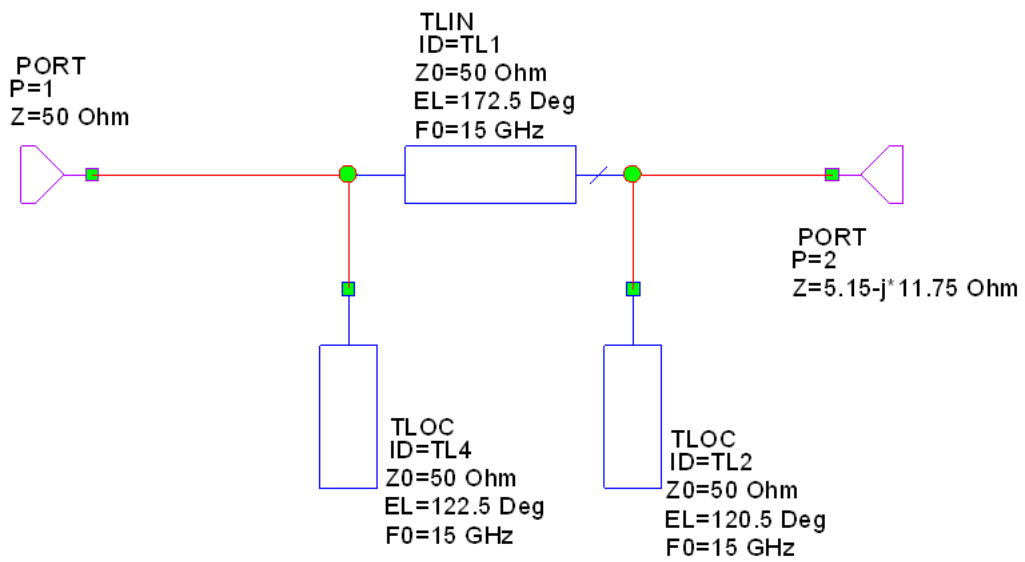 TLIN
ID=TL1
Z0=50 Ohm
EL=172.5 Deg
F0=15 GHz
PORT
P=1
Z=50 Ohm
PORT
P=2
Z=5.15-j*11.75 Ohm
TLOC
ID=TL4
Z0=50 Ohm
EL=122.5 Deg
F0=15 GHz
TLOC
ID=TL2
Z0=50 Ohm
EL=120.5 Deg
F0=15 GHz